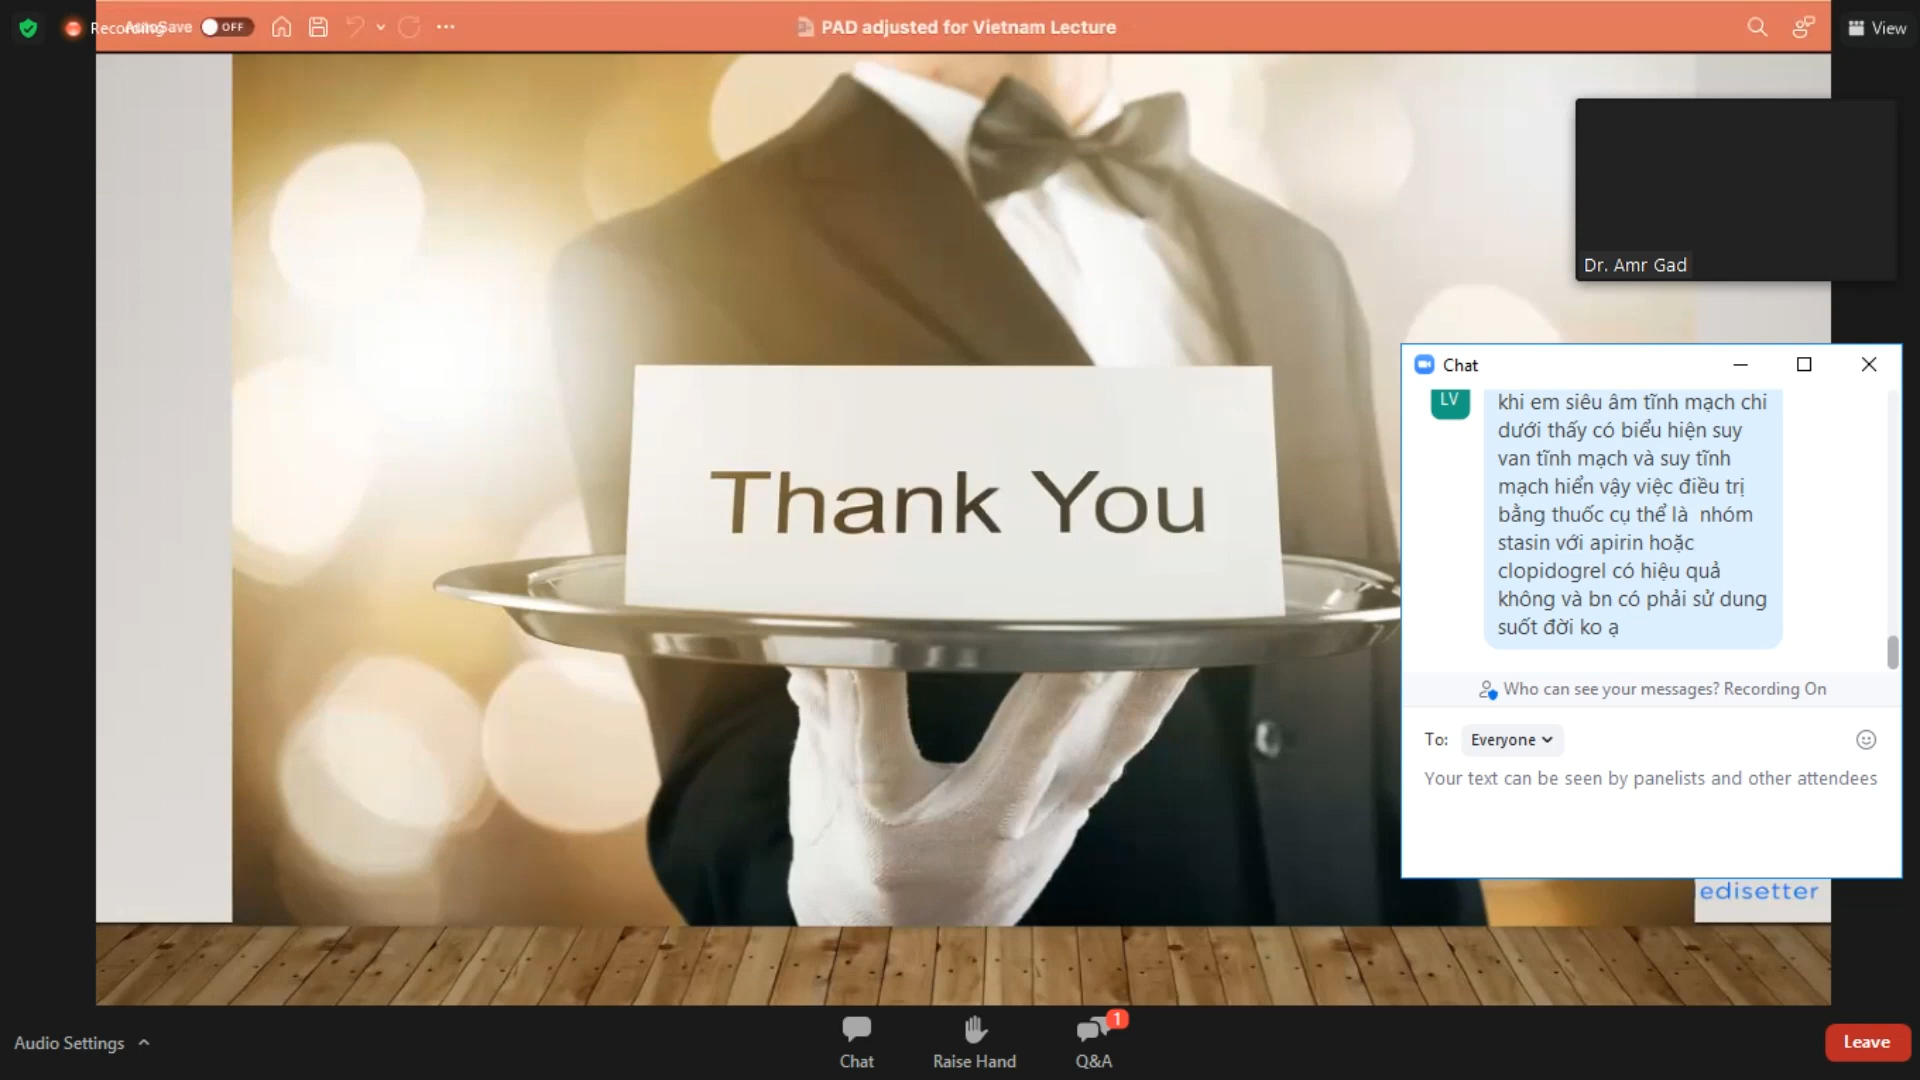 Recording
AutoSave
OFF
PAD adjusted for Vietnam Lecture
View
Dr. Amr Gad
Thank You
Chat
LV
khi em siêu âm tĩnh mạch chi
dưới thấy có biểu hiện suy
van tĩnh mạch và suy tĩnh
mạch hiển vậy việc điều trị
bằng thuốc cụ thể là nhóm
stasin với apirin hoặc
clopidogrel có hiệu quả
không và bn có phải sử dung
suốt đời ko ạ
Who can see your messages? Recording On
To: Everyone
Your text can be seen by panelists and other attendees
edisetter
Audio Settings
Chat
Raise Hand
1
Q&A
Leave